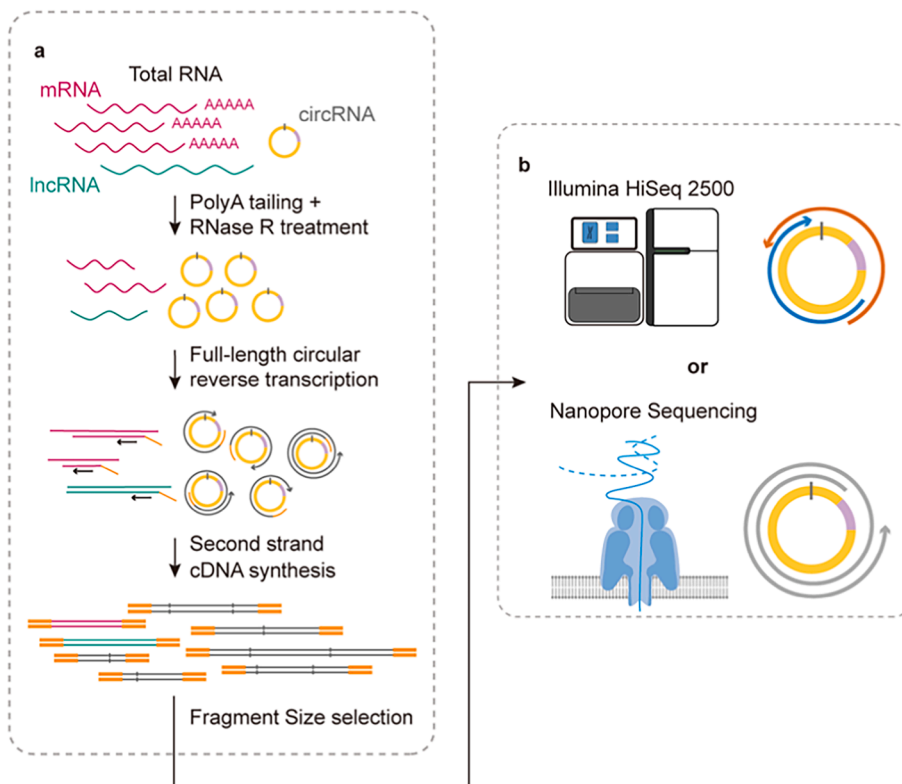 a
Total RNA
mRNA
AAAAA
AAAAA
AAAAA
circRNA
lncRNA
PolyA tailing +
RNase R treatment
Full-length circular
reverse transcription
Second strand
cDNA synthesis
Fragment Size selection
b
Illumina HiSeq 2500
or
Nanopore Sequencing